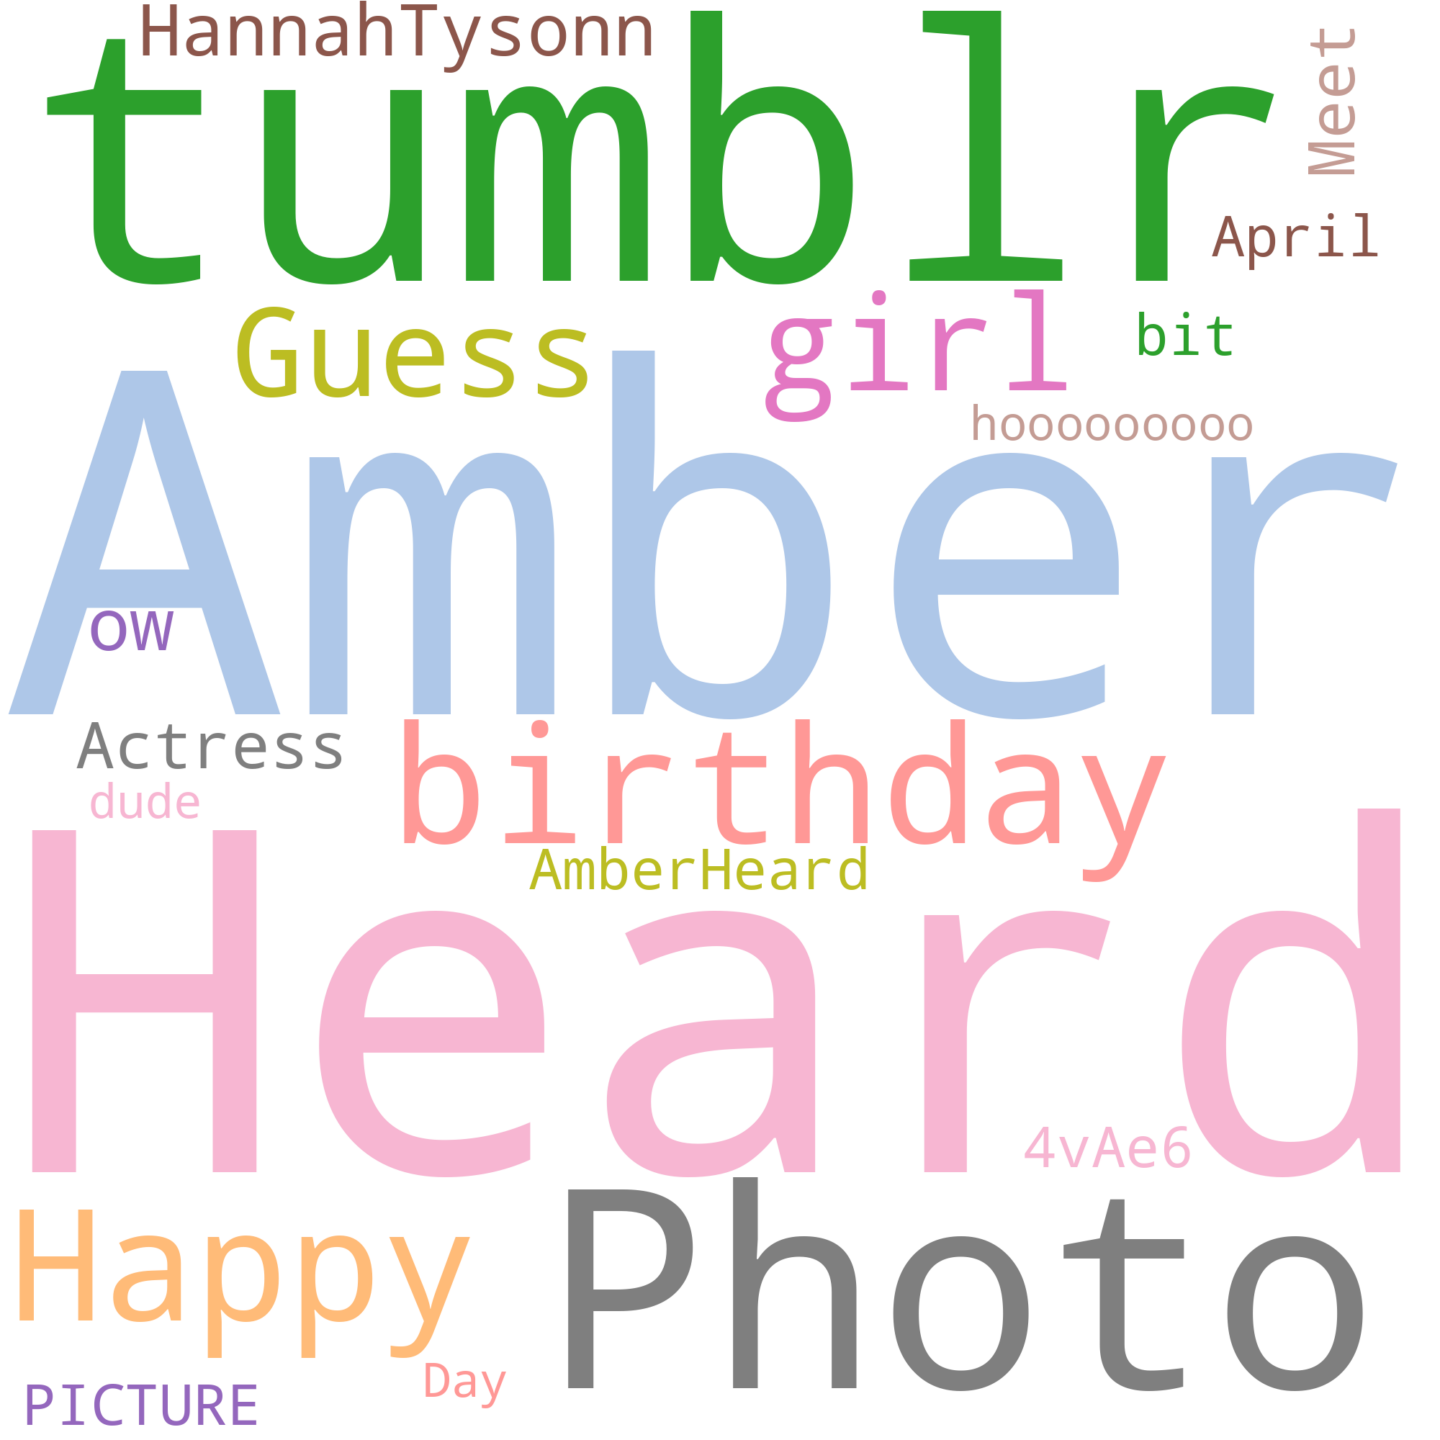 HannahTysonn
tumblr
Meet
April
Guess
girl
bit
hooooooooo
Amber
ow
Actress
birthday
dude
AmberHeard
Heard
4vAe6
Happy
Photo
Day
PICTURE